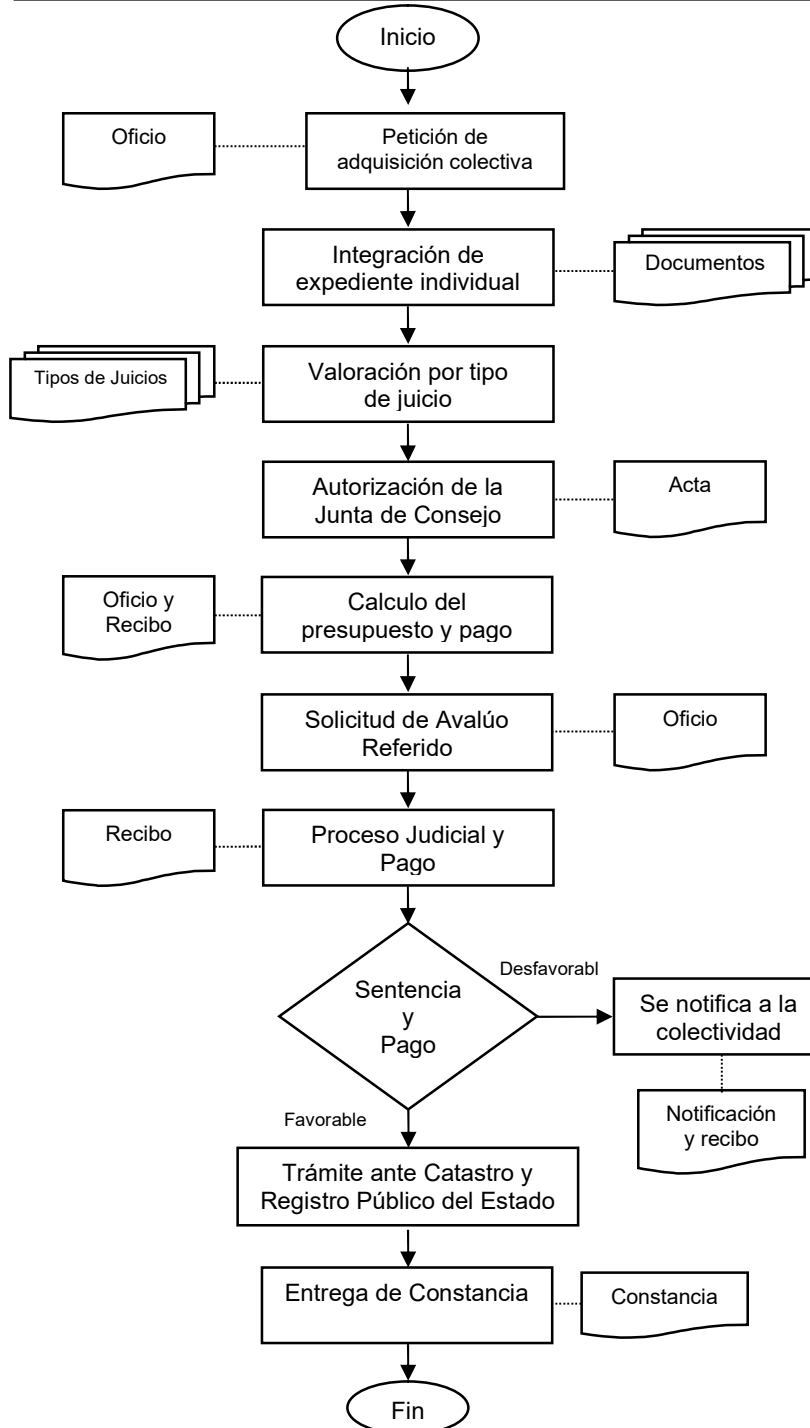 Inicio
Oficio
Petición de
adquisición colectiva
Integración de
expediente individual
Documentos
Tipos de Juicios
Valoración por tipo
de juicio
Autorización de la
Junta de Consejo
Acta
Oficio y
Recibo
Calculo del
presupuesto y pago
Solicitud de Avalúo
Referido
Oficio
Recibo
Proceso Judicial y
Pago
Sentencia
y
Pago
Desfavorabl
Se notifica a la
colectividad
Notificación
y recibo
Favorable
Trámite ante Catastro y
Registro Público del Estado
Entrega de Constancia
Constancia
Fin